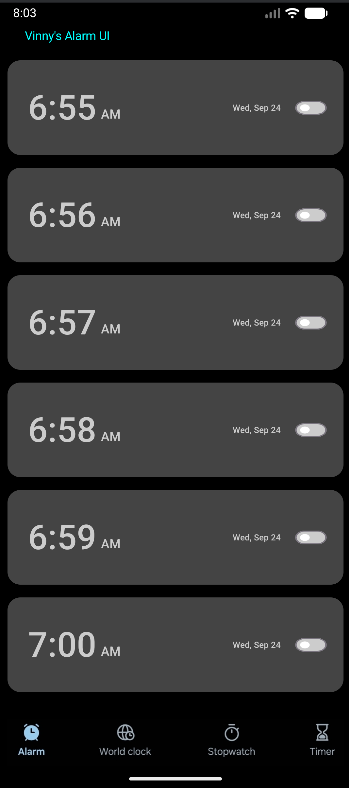 8:03
Vinny's Alarm UI
6:55 AM Wed, Sep 24
6:56 AM Wed, Sep 24
6:57 AM Wed, Sep 24
6:58 AM Wed, Sep 24
6:59 AM Wed, Sep 24
7:00 AM Wed, Sep 24
Alarm World clock Stopwatch Timer